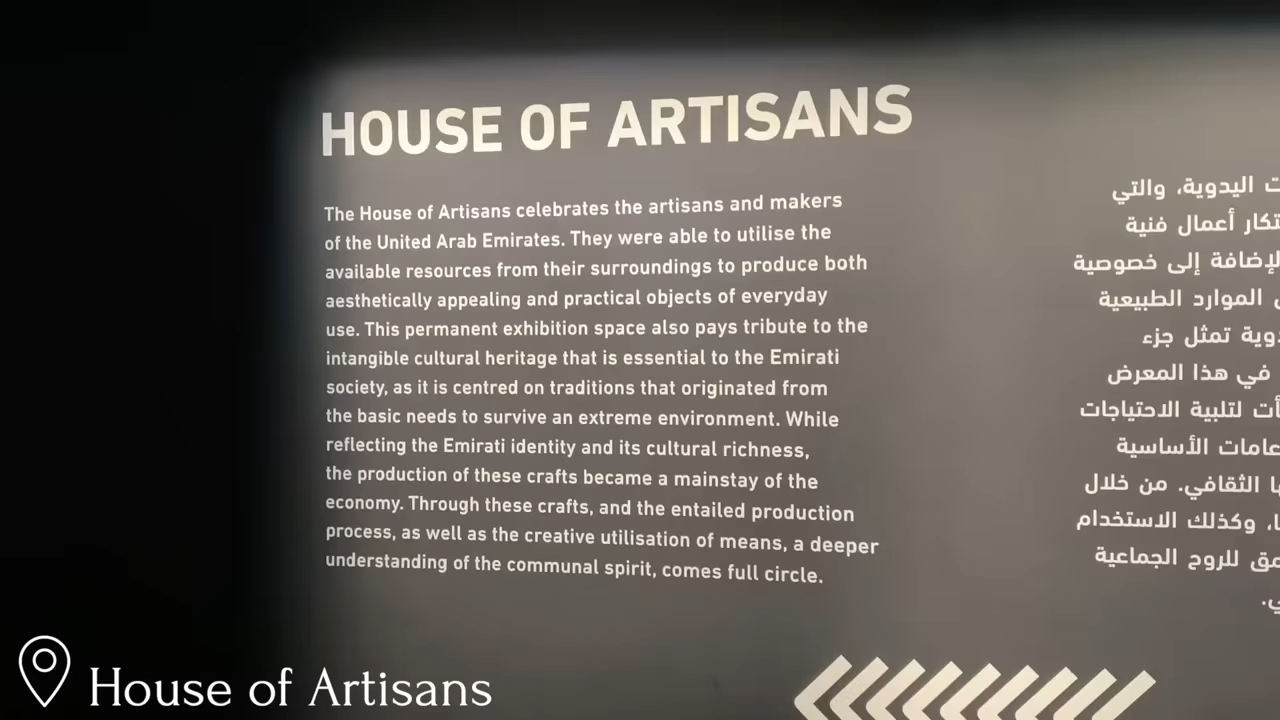 HOUSE OF ARTISANS
The House of Artisans celebrates the artisans and makers
of the United Arab Emirates. They were able to utilise the
available resources from their surroundings to produce both
aesthetically appealing and practical objects of everyday
use. This permanent exhibition space also pays tribute to the
intangible cultural heritage that is essential to the Emirati
society, as it is centred on traditions that originated from
the basic needs to survive an extreme environment. While
reflecting the Emirati identity and its cultural richness,
the production of these crafts became a mainstay of the
economy. Through these crafts, and the entailed production
process, as well as the creative utilisation of means, a deeper
understanding of the communal spirit, comes full circle.
اليدوية، والتي
أعمال فنية
إلى خصوصية
الموارد الطبيعية
تمثل جزء
في هذا المعرض
لتلبية الاحتياجات
الأساسية
الثقافي. من خلال
وكذلك الاستخدام
للروح الجماعية
House of Artisans